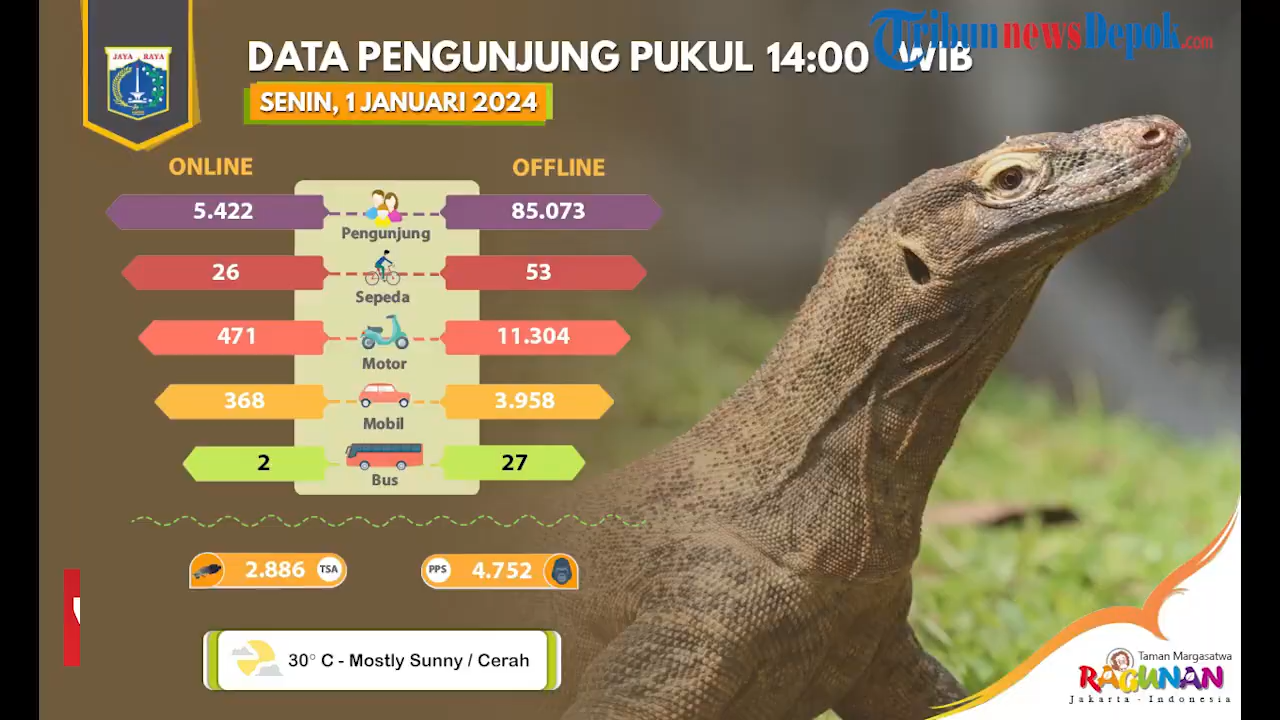 TribunnewsDepok.com
JAYA RAYA
DATA PENGUNJUNG PUKUL 14:00 WIB
SENIN, 1 JANUARI 2024
ONLINE OFFLINE
5.422 85.073
Pengunjung
26 53
Sepeda
471 11.304
Motor
368 3.958
Mobil
2 27
Bus
2.886 TSA PPS 4.752
30° C - Mostly Sunny / Cerah
Taman Margasatwa
RAGUNAN
Jakarta - Indonesia